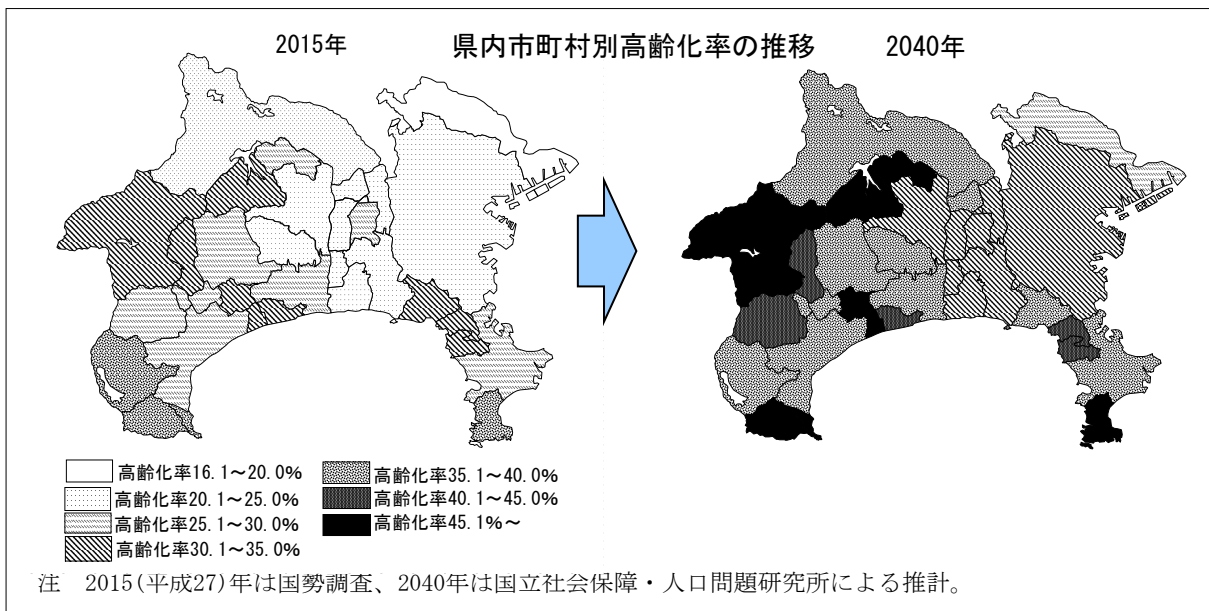 県内市町村別高齢化率の推移
2015年
2040年
高齢化率16.1～20.0%
高齢化率20.1～25.0%
高齢化率25.1～30.0%
高齢化率30.1～35.0%
高齢化率35.1～40.0%
高齢化率40.1～45.0%
高齢化率45.1%～
注　2015(平成27)年は国勢調査、2040年は国立社会保障・人口問題研究所による推計。